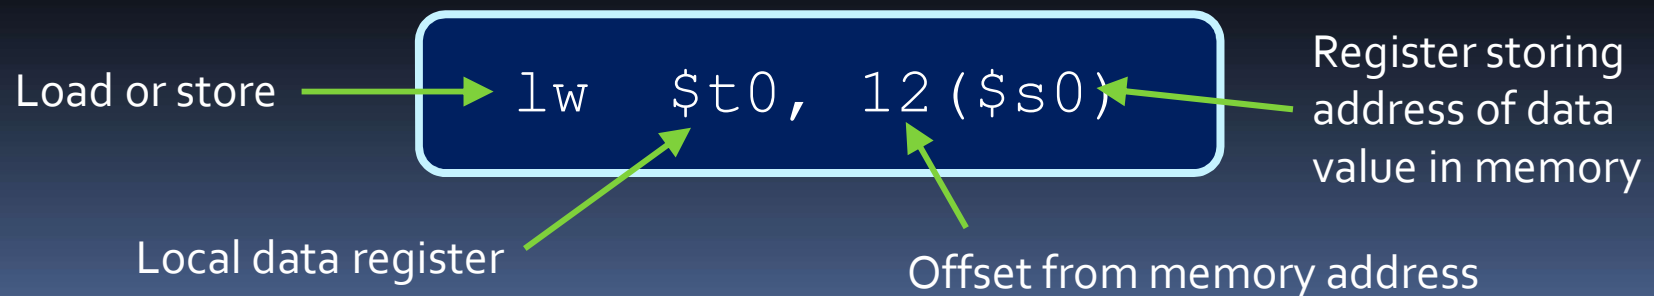 Load or store
lw $t0, 12($s0)
Register storing
address of data
value in memory
Local data register
Offset from memory address